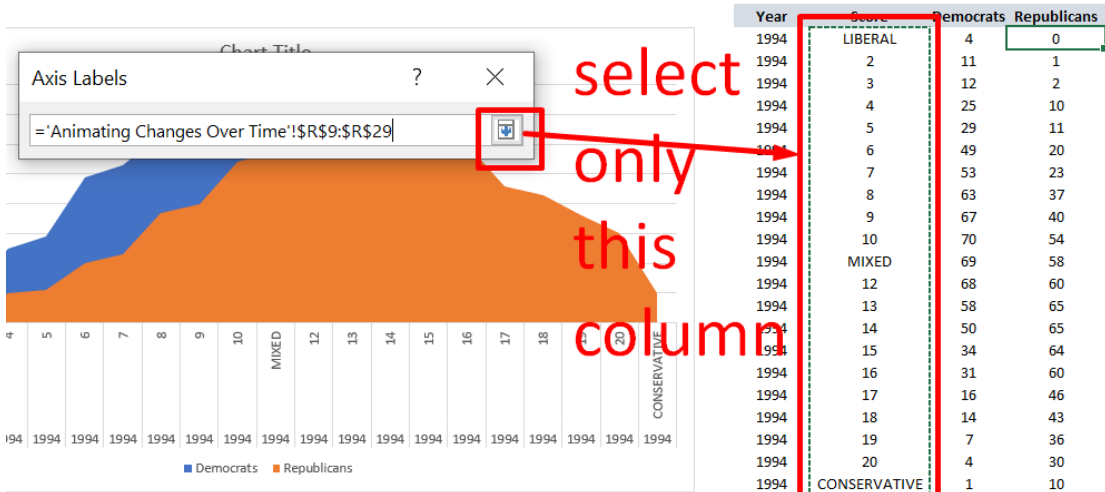 Chart Title
Axis Labels ?
='Animating Changes Over Time'!$R$9:$R$29
select
only
this
column
4 5 6 7 8 9 10 MIXED 12 13 14 15 16 17 18 19 20 CONSERVATIVE
994 1994 1994 1994 1994 1994 1994 1994 1994 1994 1994 1994 1994 1994 1994 1994 1994 1994
Democrats Republicans
Year Score Democrats Republicans
1994 LIBERAL 4 0
1994 2 11 1
1994 3 12 2
1994 4 25 10
1994 5 29 11
1994 6 49 20
1994 7 53 23
1994 8 63 37
1994 9 67 40
1994 10 70 54
1994 MIXED 69 58
1994 12 68 60
1994 13 58 65
1994 14 50 65
1994 15 34 64
1994 16 31 60
1994 17 16 46
1994 18 14 43
1994 19 7 36
1994 20 4 30
1994 CONSERVATIVE 1 10